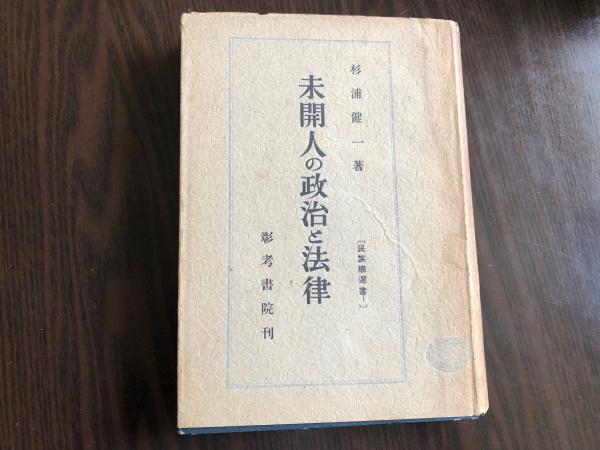 杉浦健一著
未開人の政治と法律
〔民族學選書1〕
彰考書院刊